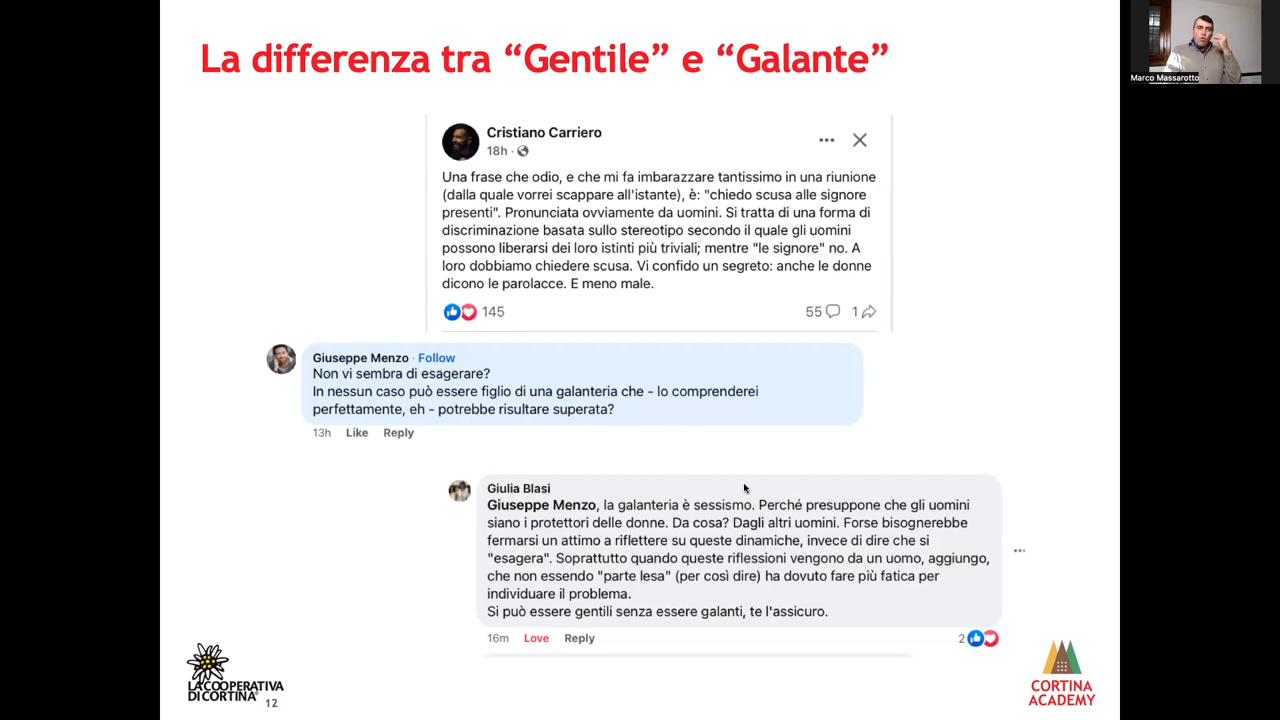 La differenza tra “Gentile” e “Galante”
Marco Massarotto
Cristiano Carriero
18h ·
Una frase che odio, e che mi fa imbarazzare tantissimo in una riunione
(dalla quale vorrei scappare all'istante), è: "chiedo scusa alle signore
presenti". Pronunciata ovviamente da uomini. Si tratta di una forma di
discriminazione basata sullo stereotipo secondo il quale gli uomini
possono liberarsi dei loro istinti più triviali; mentre "le signore" no. A
loro dobbiamo chiedere scusa. Vi confido un segreto: anche le donne
dicono le parolacce. E meno male.
145 55 1
Giuseppe Menzo · Follow
Non vi sembra di esagerare?
In nessun caso può essere figlio di una galanteria che - lo comprenderei
perfettamente, eh - potrebbe risultare superata?
13h Like Reply
Giulia Blasi
Giuseppe Menzo, la galanteria è sessismo. Perché presuppone che gli uomini
siano i protettori delle donne. Da cosa? Dagli altri uomini. Forse bisognerebbe
fermarsi un attimo a riflettere su queste dinamiche, invece di dire che si
"esagera". Soprattutto quando queste riflessioni vengono da un uomo, aggiungo,
che non essendo "parte lesa" (per così dire) ha dovuto fare più fatica per
individuare il problema.
Si può essere gentili senza essere galanti, te l'assicuro.
16m Love Reply 2
LA COOPERATIVA
DI CORTINA
12
CORTINA
ACADEMY